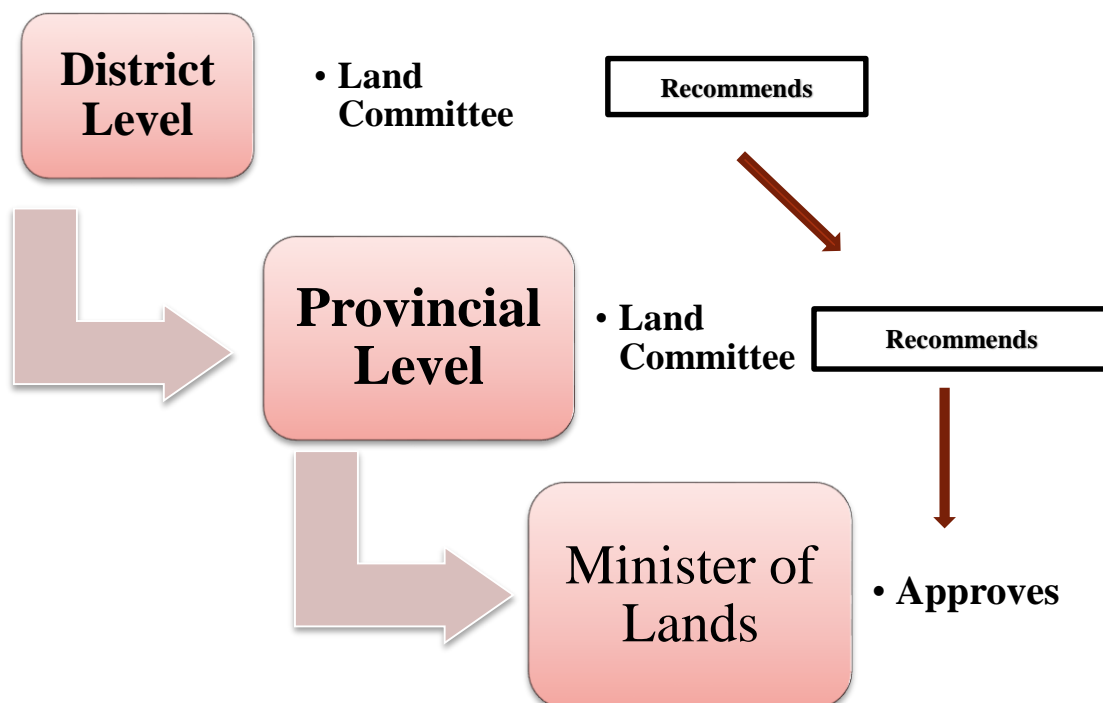 District
Level
• Land
Committee
Recommends
Provincial
Level
• Land
Committee
Recommends
Minister of
Lands
• Approves